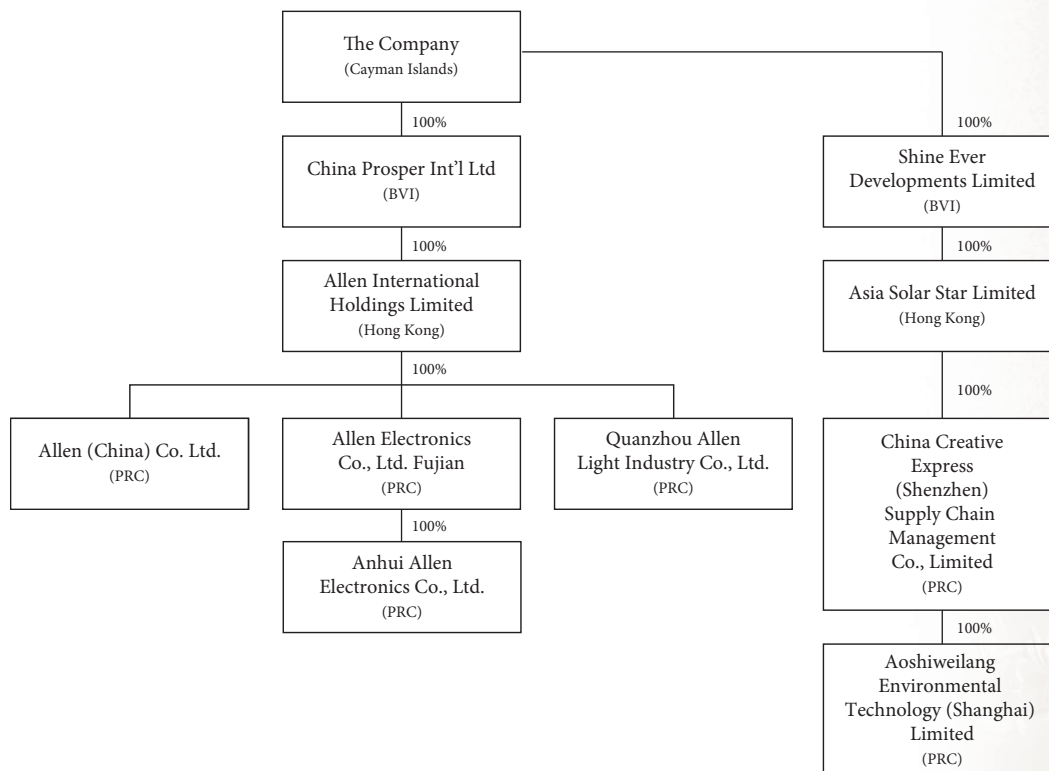 The Company
(Cayman Islands)
100%
100%
China Prosper Int'l Ltd
(BVI)
Shine Ever
Developments Limited
(BVI)
100%
100%
Allen International
Holdings Limited
(Hong Kong)
Asia Solar Star Limited
(Hong Kong)
100%
100%
Allen (China) Co. Ltd.
(PRC)
Allen Electronics
Co., Ltd. Fujian
(PRC)
Quanzhou Allen
Light Industry Co., Ltd.
(PRC)
China Creative
Express
(Shenzhen)
Supply Chain
Management
Co., Limited
(PRC)
100%
Anhui Allen
Electronics Co., Ltd.
(PRC)
100%
Aoshiweilang
Environmental
Technology (Shanghai)
Limited
(PRC)